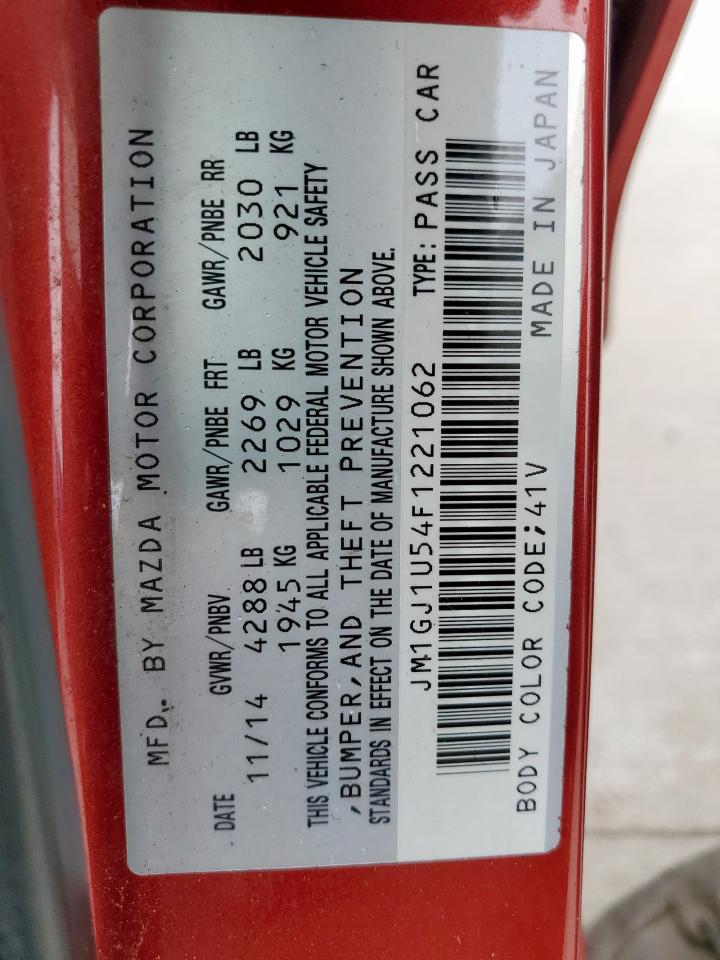 MFD. BY MAZDA MOTOR CORPORATION
DATE GVWR/PNBV GAWR/PNBE FRT GAWR/PNBE RR
11/14 4288 LB 2269 LB 2030 LB
1945 KG 1029 KG 921 KG
THIS VEHICLE CONFORMS TO ALL APPLICABLE FEDERAL MOTOR VEHICLE SAFETY
,BUMPER,AND THEFT PREVENTION
STANDARDS IN EFFECT ON THE DATE OF MANUFACTURE SHOWN ABOVE.
JM1GJ1U54F1221062 TYPE: PASS CAR
BODY COLOR CODE;41V MADE IN JAPAN